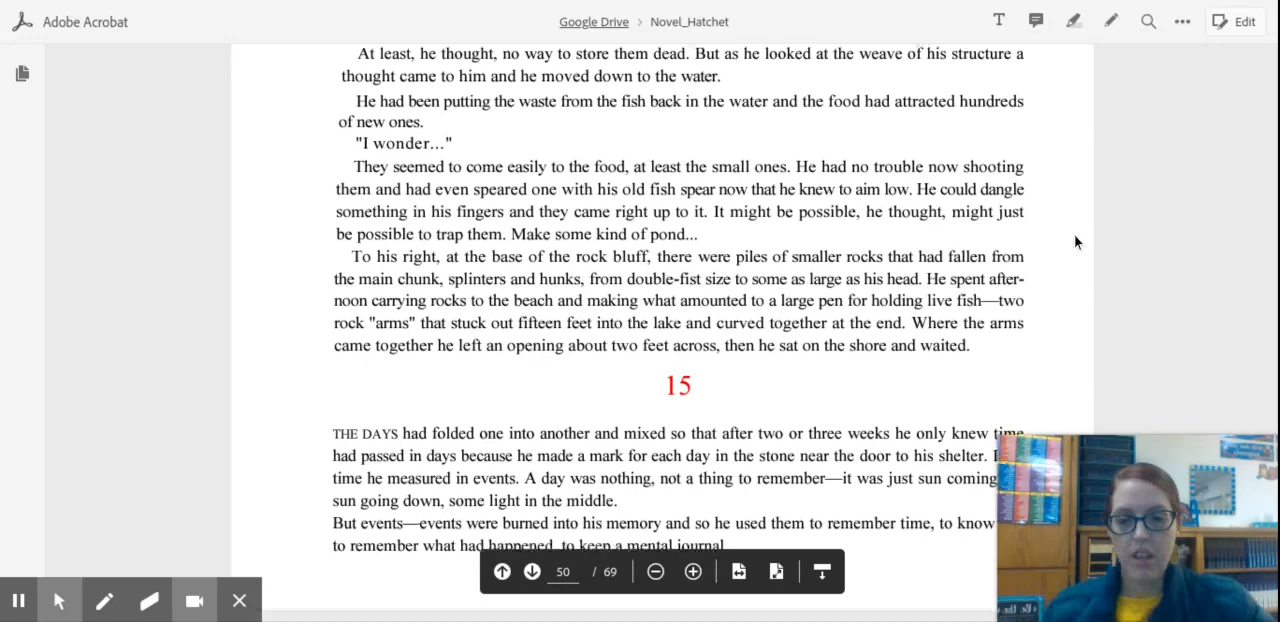 Adobe Acrobat
Google Drive > Novel_Hatchet
Edit
At least, he thought, no way to store them dead. But as he looked at the weave of his structure a
thought came to him and he moved down to the water.
He had been putting the waste from the fish back in the water and the food had attracted hundreds
of new ones.
"I wonder..."
They seemed to come easily to the food, at least the small ones. He had no trouble now shooting
them and had even speared one with his old fish spear now that he knew to aim low. He could dangle
something in his fingers and they came right up to it. It might be possible, he thought, might just
be possible to trap them. Make some kind of pond...
To his right, at the base of the rock bluff, there were piles of smaller rocks that had fallen from
the main chunk, splinters and hunks, from double-fist size to some as large as his head. He spent after-
noon carrying rocks to the beach and making what amounted to a large pen for holding live fish—two
rock "arms" that stuck out fifteen feet into the lake and curved together at the end. Where the arms
came together he left an opening about two feet across, then he sat on the shore and waited.
15
THE DAYS had folded one into another and mixed so that after two or three weeks he only knew time
had passed in days because he made a mark for each day in the stone near the door to his shelter.
time he measured in events. A day was nothing, not a thing to remember—it was just sun coming
sun going down, some light in the middle.
But events—events were burned into his memory and so he used them to remember time, to know
to remember what had happened, to keep a mental journal
50 / 69